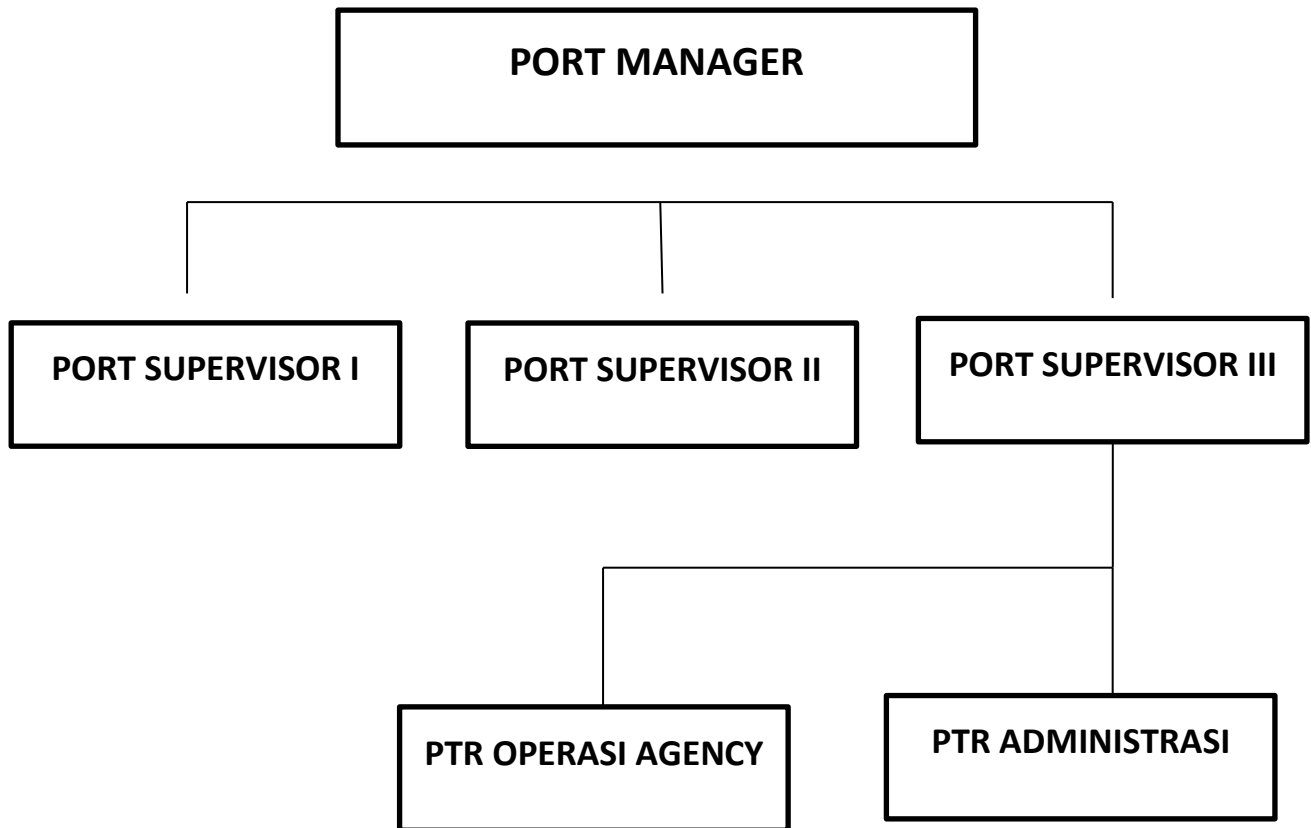 PORT MANAGER
PORT SUPERVISOR I
PORT SUPERVISOR II
PORT SUPERVISOR III
PTR OPERASI AGENCY
PTR ADMINISTRASI